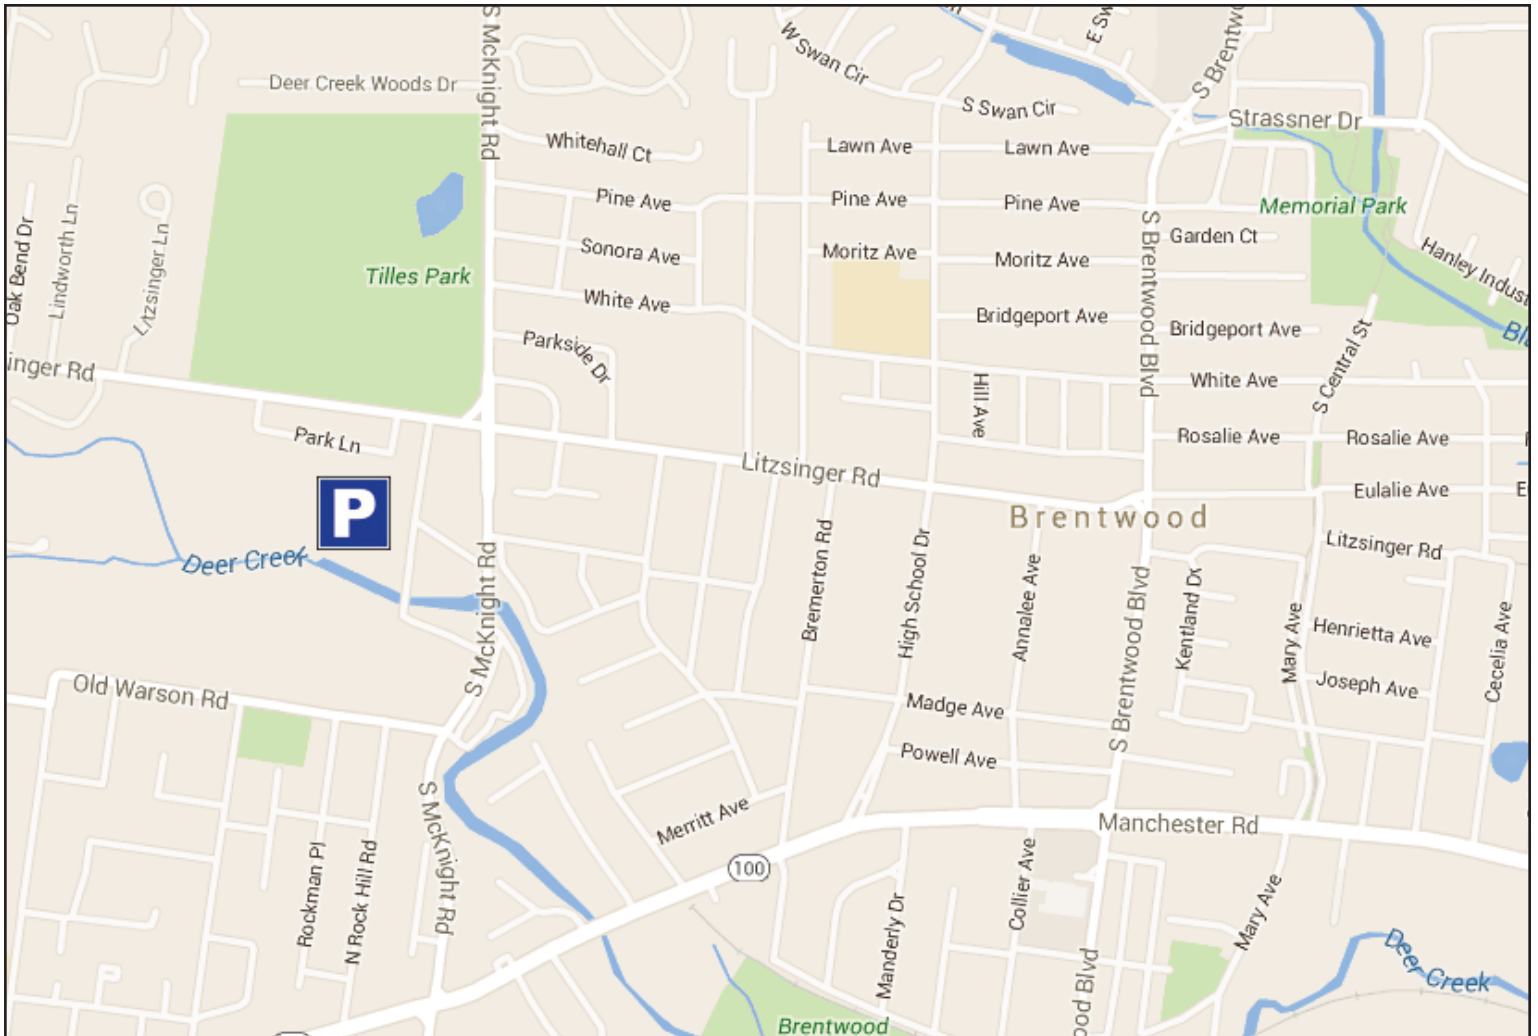 S McKnight Rd
W Swan Cir
E Sw
S Brentwo
Deer Creek Woods Dr
S Swan Cir
Strassner Dr
Whitehall Ct
Lawn Ave
Lawn Ave
Pine Ave
Pine Ave
Pine Ave
Memorial Park
Oak Bend Dr
Lindworth Ln
Litzsinger Ln
Tilles Park
Sonora Ave
Moritz Ave
Moritz Ave
S Brentwood Blvd
Garden Ct
Hanley Indust
White Ave
Bridgeport Ave
Bridgeport Ave
Parkside Dr
inger Rd
Hill Ave
White Ave
S Central St
Park Ln
Rosalie Ave
Rosalie Ave
Litzsinger Rd
Eulalie Ave
E
P
Brentwood
Deer Creek
S McKnight Rd
Bremerton Rd
High School Dr
Annalee Ave
S Brentwood Blvd
Kentland Dr
Litzsinger Rd
Mary Ave
Henrietta Ave
Cecelia Ave
Joseph Ave
Old Warson Rd
Madge Ave
Powell Ave
S McKnight Rd
Merritt Ave
Manchester Rd
100
Rockman Pl
N Rock Hill Rd
Manderly Dr
Collier Ave
Mary Ave
ood Blvd
Deer Creek
Brentwood